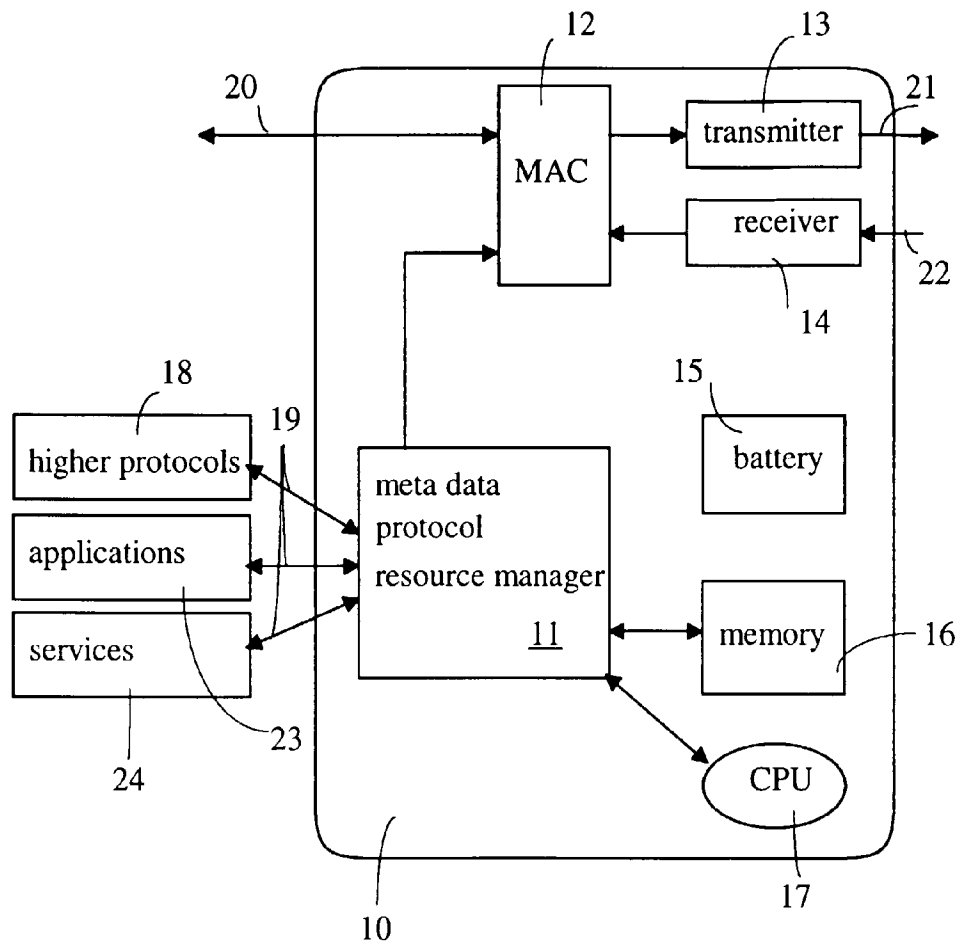 12
13
20
21
transmitter
MAC
receiver
22
14
18
19
15
higher protocols
meta data
protocol
resource manager
11
battery
applications
services
memory
16
23
24
CPU
17
10